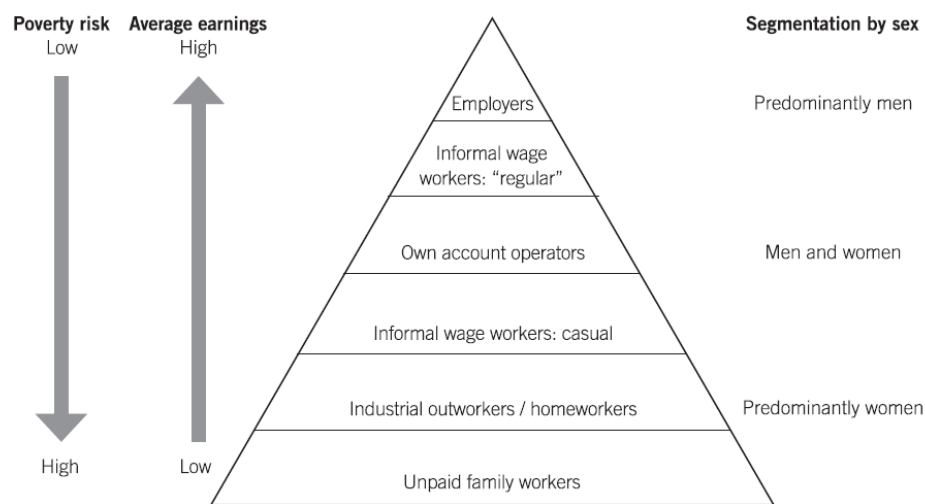 Poverty risk
Low
Average earnings
High
Segmentation by sex
Employers
Predominantly men
Informal wage
workers: “regular”
Own account operators
Men and women
Informal wage workers: casual
Industrial outworkers / homeworkers
Predominantly women
High
Low
Unpaid family workers